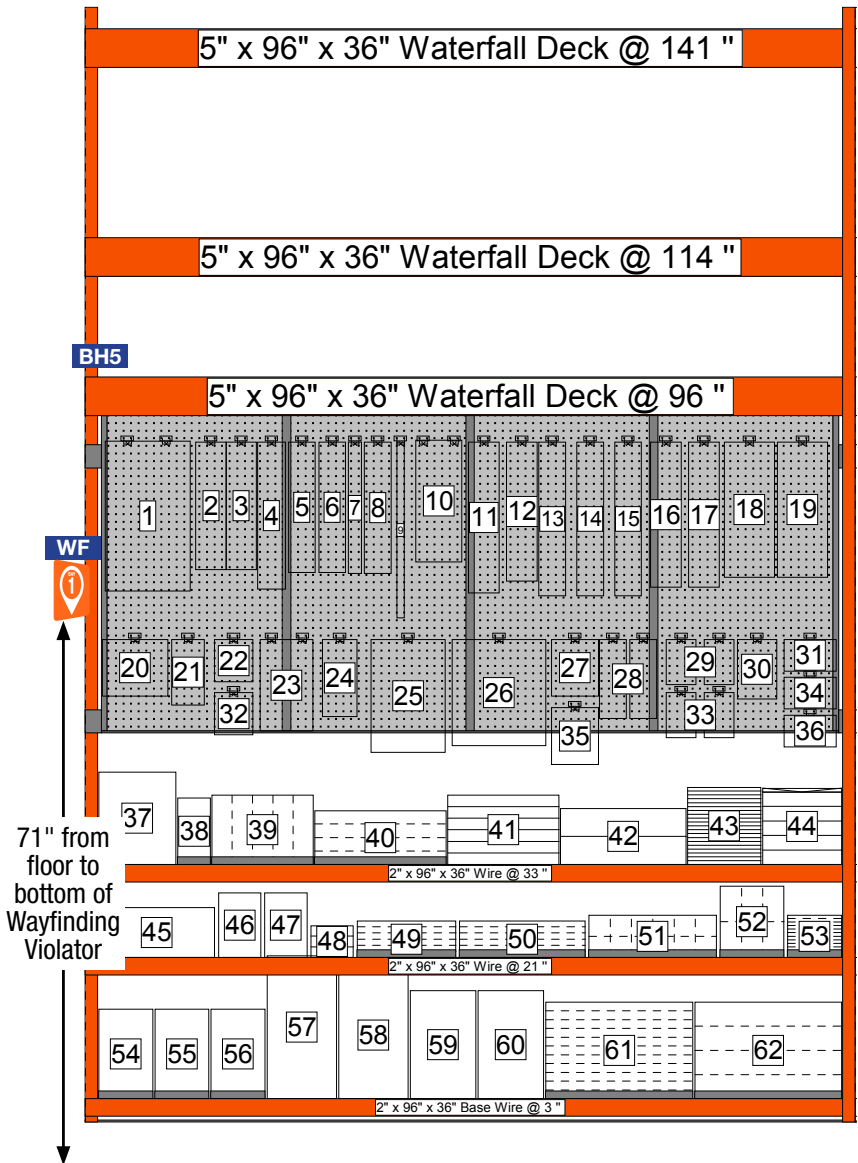 5" x 96" x 36" Waterfall Deck @ 141 "
5" x 96" x 36" Waterfall Deck @ 114 "
BH5
5" x 96" x 36" Waterfall Deck @ 96 "
1 2 3 4 5 6 7 8 9 10 11 12 13 14 15 16 17 18 19
WF
1
20 21 22 23 24 25 26 27 28 29 30 31
32 33 34
35 36
37 38 39 40 41 42 43 44
71" from
floor to
bottom of
Wayfinding
Violator
2" x 96" x 36" Wire @ 33 "
45 46 47 48 49 50 51 52 53
2" x 96" x 36" Wire @ 21 "
54 55 56 57 58 59 60 61 62
2" x 96" x 36" Base Wire @ 3 "